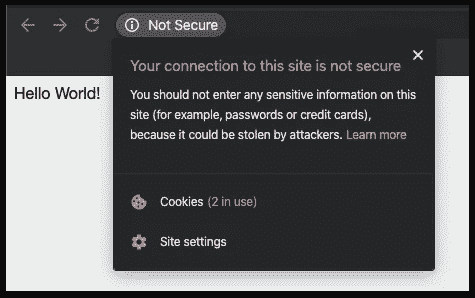 Not Secure
Your connection to this site is not secure
Hello World!
You should not enter any sensitive information on this
site (for example, passwords or credit cards),
because it could be stolen by attackers. Learn more
Cookies (2 in use)
Site settings